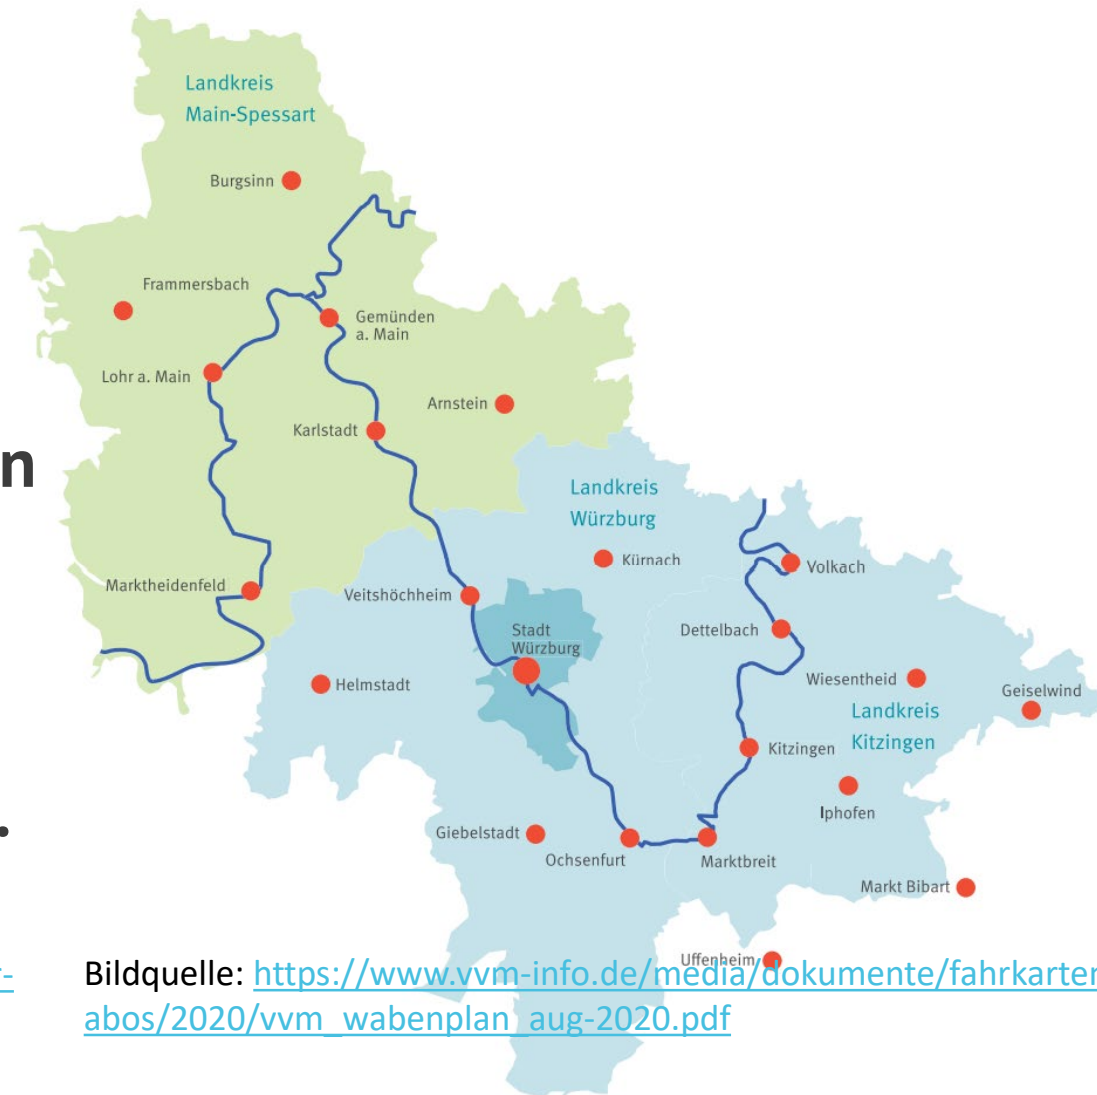 Landkreis
Main-Spessart
Burgsinn
Frammersbach
Gemünden
a. Main
Lohr a. Main
Arnstein
Karlstadt
n
Landkreis
Würzburg
Kürnach
Volkach
Marktheidenfeld
Veitshöchheim
Stadt
Würzburg
Dettelbach
Wiesentheid
Helmstadt
Geiselwind
Landkreis
Kitzingen
Kitzingen
Iphofen
.
Giebelstadt
Ochsenfurt
Marktbreit
Markt Bibart
Uffenheim
r-
Bildquelle: https://www.vvm-info.de/media/dokumente/fahrkarten
abos/2020/vvm_wabenplan_aug-2020.pdf